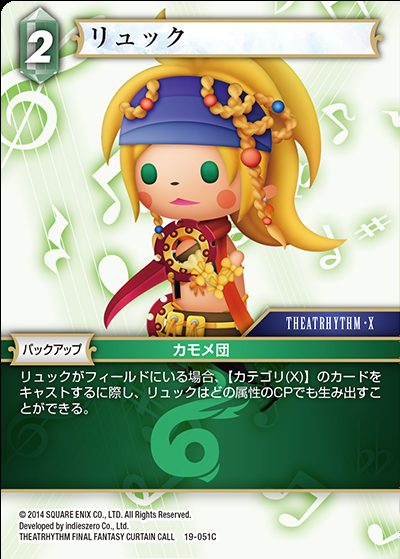 2
リュック
THEATRHYTHM・X
バックアップ
カモメ団
リュックがフィールドにいる場合、【カテゴリ(X)】のカードを
キャストするに際し、リュックはどの属性のCPでも生み出すこ
とができる。
6
© 2014 SQUARE ENIX CO., LTD. All Rights Reserved.
Developed by indieszero Co., Ltd.
THEATRHYTHM FINAL FANTASY CURTAIN CALL 19-051C